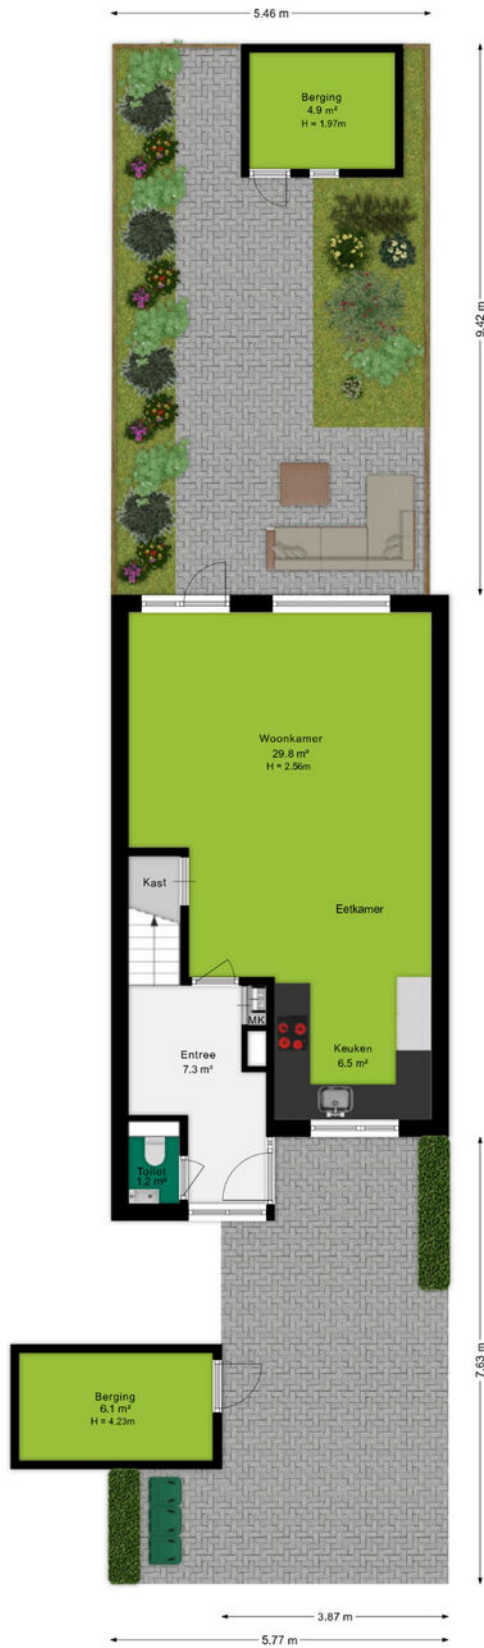 5.46 m
Berging
4.9 m²
H = 1.97m
9.42 m
Woonkamer
29.8 m²
H = 2.56m
Kast
Eetkamer
MK
Entree
7.3 m²
Keuken
6.5 m²
Toilet
1.2 m²
7.63 m
Berging
6.1 m²
H = 4.23m
3.87 m
5.77 m